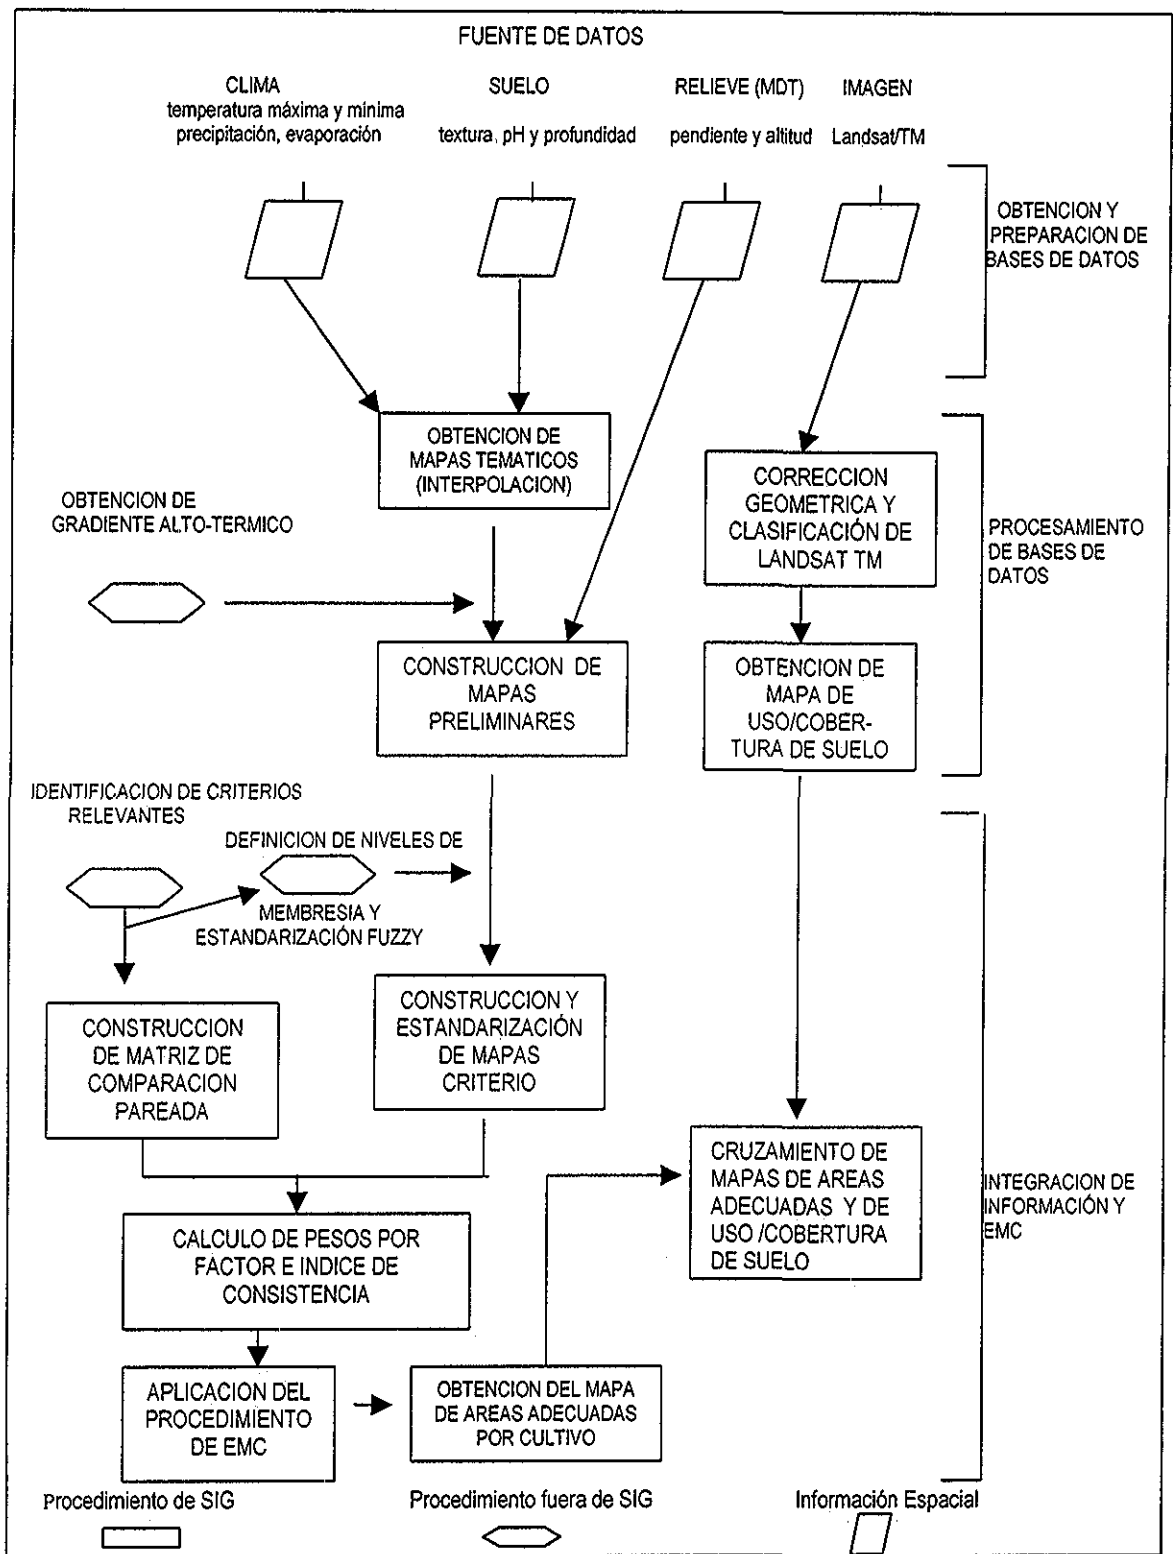 FUENTE DE DATOS
CLIMA
temperatura máxima y mínima
precipitación, evaporación
SUELO
textura, pH y profundidad
RELIEVE (MDT)
pendiente y altitud
IMAGEN
Landsat/TM
OBTENCION Y
PREPARACION DE
BASES DE DATOS
OBTENCION DE
MAPAS TEMATICOS
(INTERPOLACION)
CORRECCION
GEOMETRICA Y
CLASIFICACIÓN DE
LANDSAT TM
OBTENCION DE
GRADIENTE ALTO-TERMICO
PROCESAMIENTO
DE BASES DE
DATOS
CONSTRUCCION DE
MAPAS
PRELIMINARES
OBTENCION DE
MAPA DE
USO/COBER-
TURA DE SUELO
IDENTIFICACION DE CRITERIOS
RELEVANTES
DEFINICION DE NIVELES DE
MEMBRESIA Y
ESTANDARIZACIÓN FUZZY
CONSTRUCCION
DE MATRIZ DE
COMPARACION
PAREADA
CONSTRUCCION Y
ESTANDARIZACIÓN
DE MAPAS
CRITERIO
CRUZAMIENTO DE
MAPAS DE AREAS
ADECUADAS Y DE
USO /COBERTURA
DE SUELO
INTEGRACION DE
INFORMACIÓN Y
EMC
CALCULO DE PESOS POR
FACTOR E INDICE DE
CONSISTENCIA
APLICACION DEL
PROCEDIMIENTO
DE EMC
OBTENCION DEL MAPA
DE AREAS ADECUADAS
POR CULTIVO
Procedimiento de SIG
Procedimiento fuera de SIG
Información Espacial